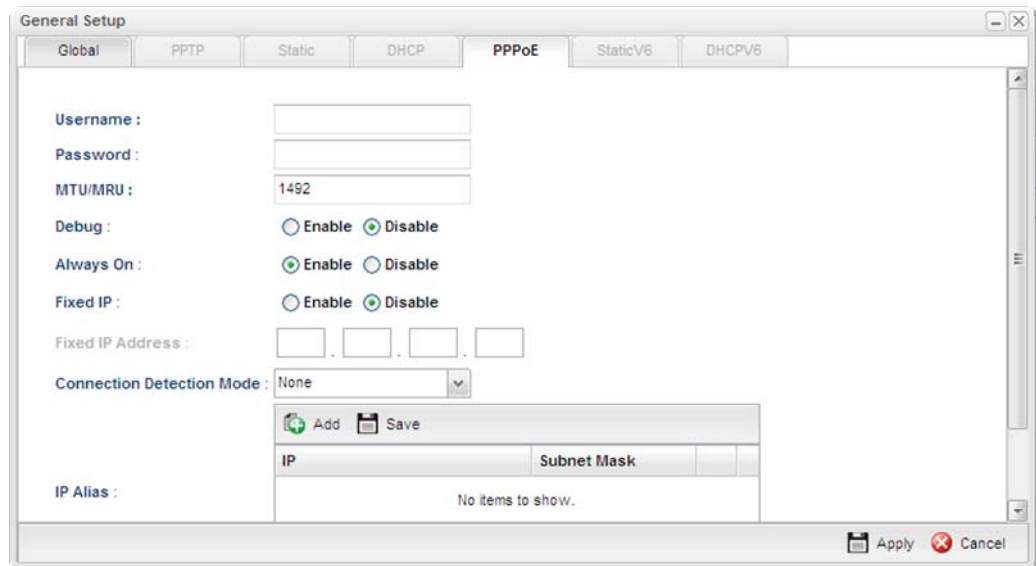 General Setup
Global PPTP Static DHCP PPPoE StaticV6 DHCPV6
Username :
Password :
MTU/MRU : 1492
Debug : Enable Disable
Always On : Enable Disable
Fixed IP : Enable Disable
Fixed IP Address : . . .
Connection Detection Mode : None
Add Save
IP Subnet Mask
IP Alias : No items to show.
Apply Cancel